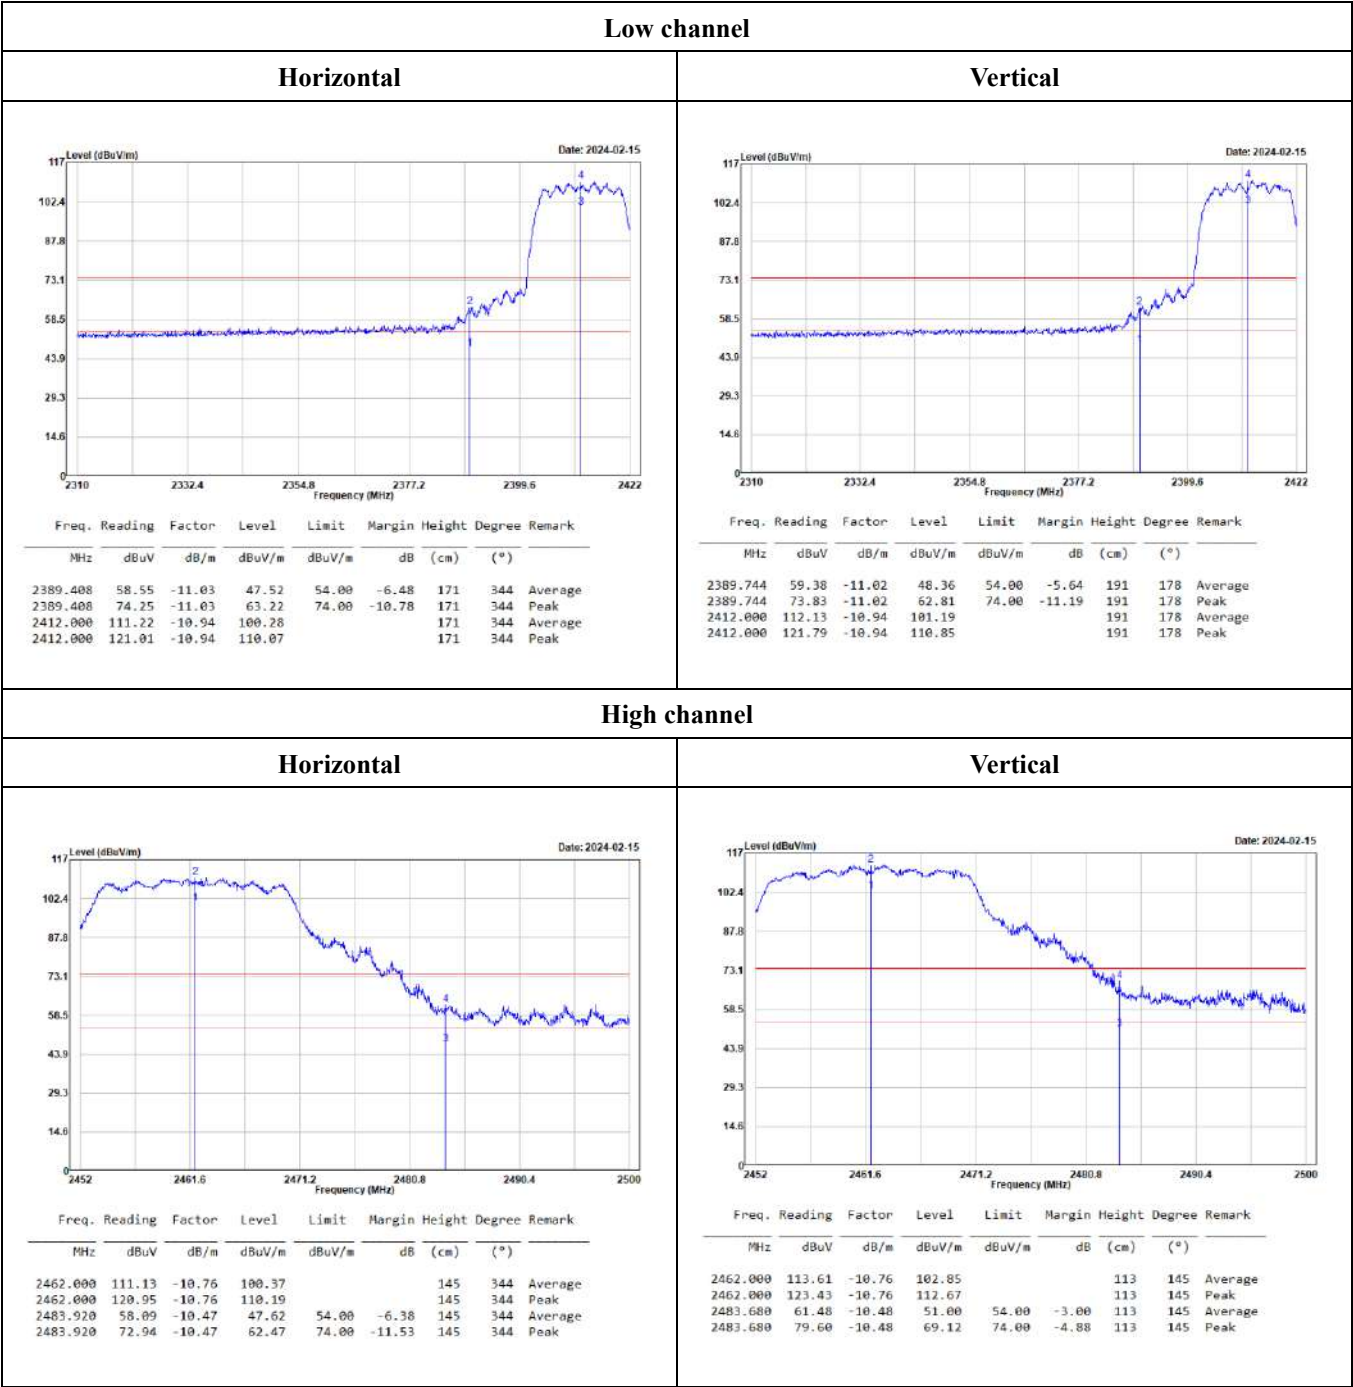 Low channel
Horizontal
Vertical
Level (dBuV/m)
Date: 2024-02-15
117
102.4
87.8
73.1
58.5
43.9
29.3
14.6
0
4
3
2
1
2310
2332.4
2354.8
2377.2
2399.6
2422
Frequency (MHz)
Freq. Reading Factor Level Limit Margin Height Degree Remark
MHz dBuV dB/m dBuV/m dBuV/m dB (cm) (°)
2389.408 58.55 -11.03 47.52 54.00 -6.48 171 344 Average
2389.408 74.25 -11.03 63.22 74.00 -10.78 171 344 Peak
2412.000 111.22 -10.94 100.28 171 344 Average
2412.000 121.01 -10.94 110.07 171 344 Peak
Level (dBuV/m)
Date: 2024-02-15
117
102.4
87.8
73.1
58.5
43.9
29.3
14.6
0
4
3
2
1
2310
2332.4
2354.8
2377.2
2399.6
2422
Frequency (MHz)
Freq. Reading Factor Level Limit Margin Height Degree Remark
MHz dBuV dB/m dBuV/m dBuV/m dB (cm) (°)
2389.744 59.38 -11.02 48.36 54.00 -5.64 191 178 Average
2389.744 73.83 -11.02 62.81 74.00 -11.19 191 178 Peak
2412.000 112.13 -10.94 101.19 191 178 Average
2412.000 121.79 -10.94 110.85 191 178 Peak
High channel
Horizontal
Vertical
Level (dBuV/m)
Date: 2024-02-15
117
102.4
87.8
73.1
58.5
43.9
29.3
14.6
0
2
1
4
3
2452
2461.6
2471.2
2480.8
2490.4
2500
Frequency (MHz)
Freq. Reading Factor Level Limit Margin Height Degree Remark
MHz dBuV dB/m dBuV/m dBuV/m dB (cm) (°)
2462.000 111.13 -10.76 100.37 145 344 Average
2462.000 120.95 -10.76 110.19 145 344 Peak
2483.920 58.09 -10.47 47.62 54.00 -6.38 145 344 Average
2483.920 72.94 -10.47 62.47 74.00 -11.53 145 344 Peak
Level (dBuV/m)
Date: 2024-02-15
117
102.4
87.8
73.1
58.5
43.9
29.3
14.6
0
2
1
4
3
2452
2461.6
2471.2
2480.8
2490.4
2500
Frequency (MHz)
Freq. Reading Factor Level Limit Margin Height Degree Remark
MHz dBuV dB/m dBuV/m dBuV/m dB (cm) (°)
2462.000 113.61 -10.76 102.85 113 145 Average
2462.000 123.43 -10.76 112.67 113 145 Peak
2483.680 61.48 -10.48 51.00 54.00 -3.00 113 145 Average
2483.680 79.60 -10.48 69.12 74.00 -4.88 113 145 Peak